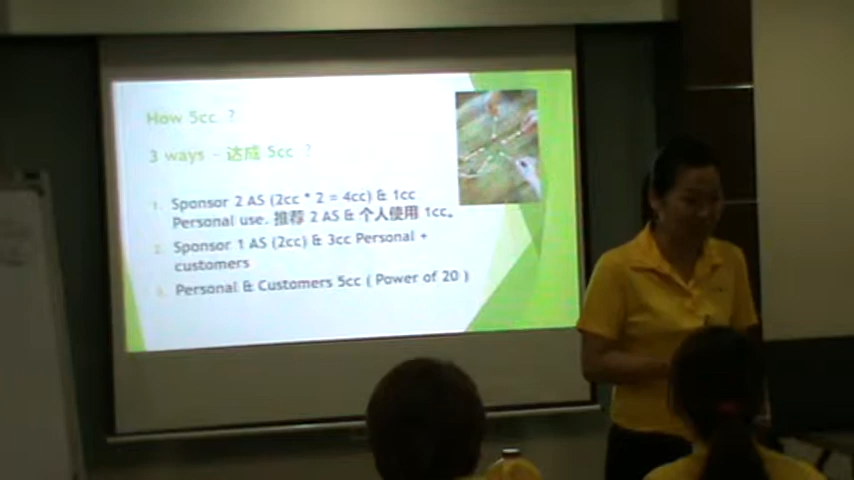 How 5cc ?
3 ways - 达成 5cc ?
1. Sponsor 2 AS (2cc * 2 = 4cc) & 1cc
Personal use. 推荐 2 AS & 个人使用 1cc。
2. Sponsor 1 AS (2cc) & 3cc Personal +
customers
3. Personal & Customers 5cc ( Power of 20 )